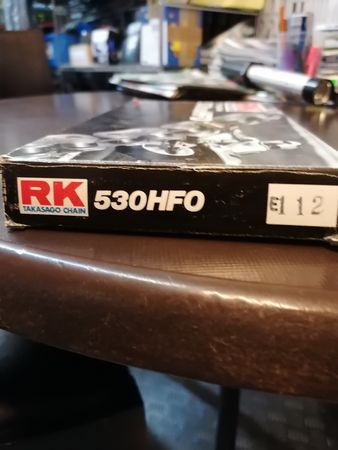 RK
TAKASAGO CHAIN
530HFO
E112